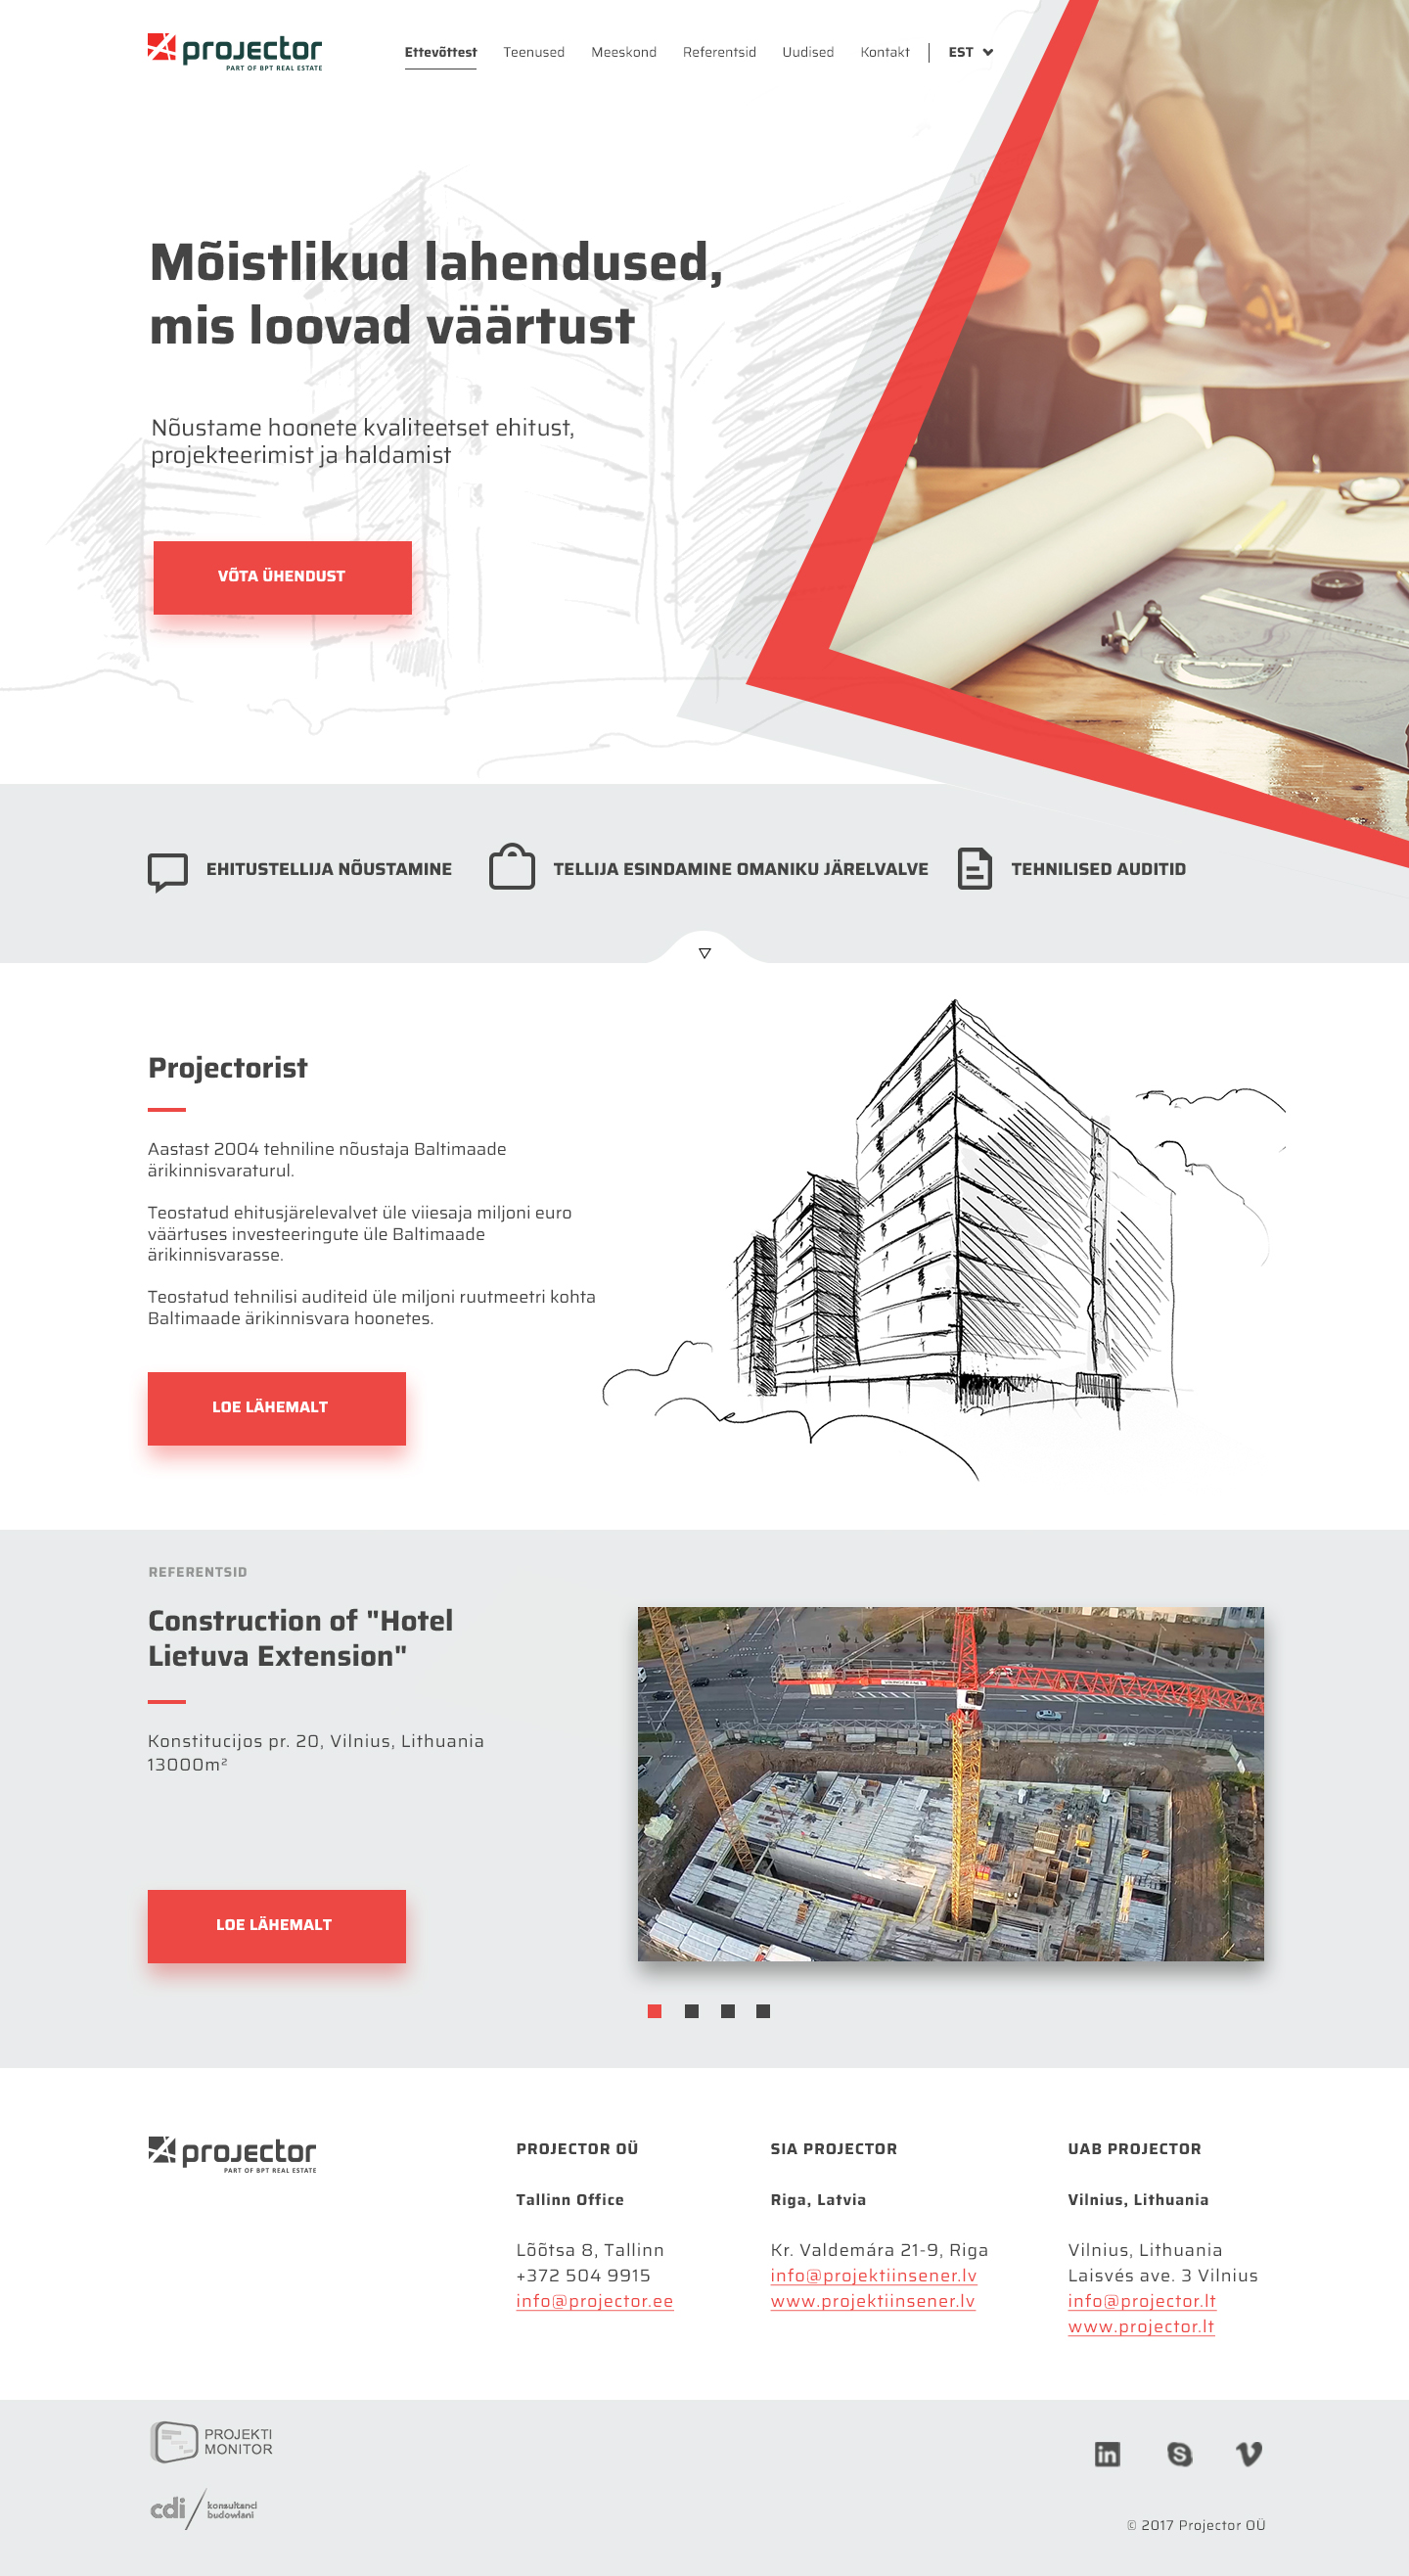 projector
PART OF BPT REAL ESTATE
Ettevõttest Teenused Meeskond Referentsid Uudised Kontakt EST
Mõistlikud lahendused,
mis loovad väärtust
Nõustame hoonete kvaliteetset ehitust,
projekteerimist ja haldamist
VÕTA ÜHENDUST
EHITUSTELLIJA NÕUSTAMINE
TELLIJA ESINDAMINE OMANIKU JÄRELVALVE
TEHNILISED AUDITID
Projectorist
Aastast 2004 tehniline nõustaja Baltimaade
ärikinnisvaraturul.
Teostatud ehitusjärelevalvet üle viiesaja miljoni euro
väärtuses investeeringute üle Baltimaade
ärikinnisvarasse.
Teostatud tehnilisi auditeid üle miljoni ruutmeetri kohta
Baltimaade ärikinnisvara hoonetes.
LOE LÄHEMALT
REFERENTSID
Construction of "Hotel
Lietuva Extension"
Konstitucijos pr. 20, Vilnius, Lithuania
13000m²
LOE LÄHEMALT
projector
PART OF BPT REAL ESTATE
PROJECTOR OÜ
Tallinn Office
Lõõtsa 8, Tallinn
+372 504 9915
info@projector.ee
SIA PROJECTOR
Riga, Latvia
Kr. Valdemára 21-9, Riga
info@projektiinsener.lv
www.projektiinsener.lv
UAB PROJECTOR
Vilnius, Lithuania
Vilnius, Lithuania
Laisvés ave. 3 Vilnius
info@projector.lt
www.projector.lt
PROJEKTI
MONITOR
cdi konsultanci
budowlani
in S V
© 2017 Projector OÜ